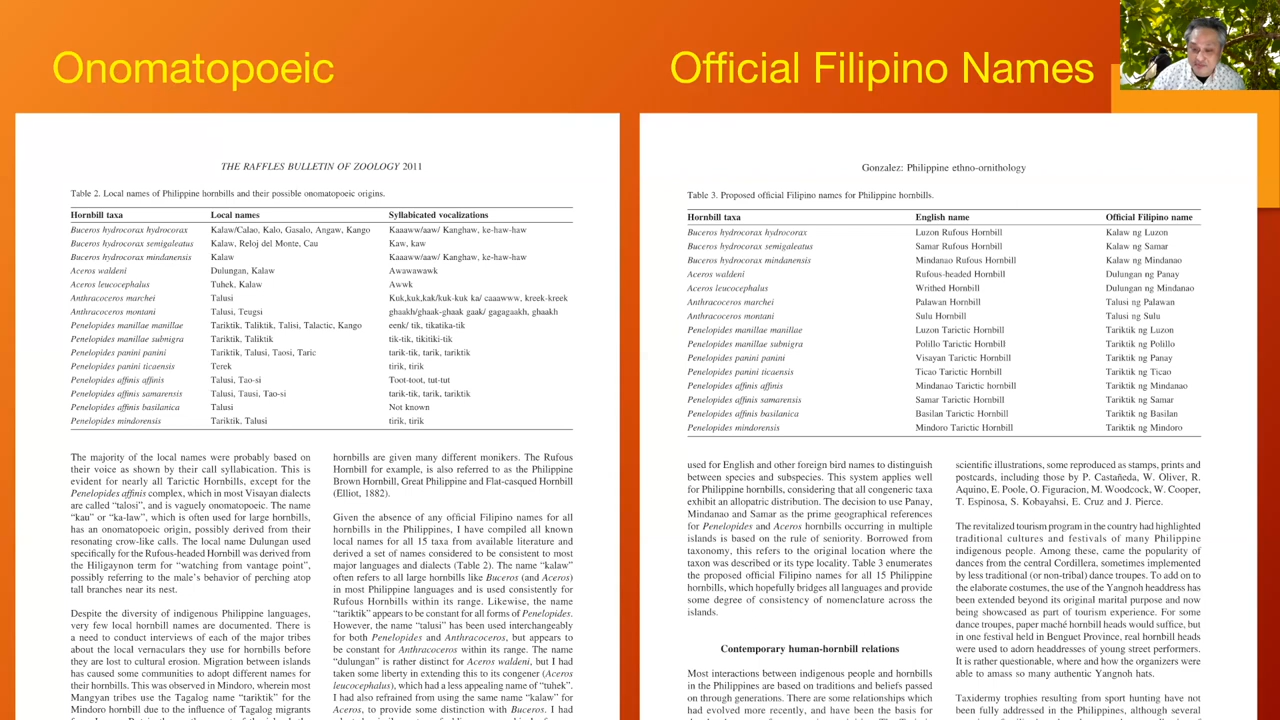 Onomatopoeic
Official Filipino Names
THE RAFFLES BULLETIN OF ZOOLOGY 2011
Table 2. Local names of Philippine hornbills and their possible onomatopoeic origins.
Hornbill taxa Local names Syllabicated vocalizations
Buceros hydrocorax hydrocorax Kalaw/Calao, Kalo, Gasalo, Angaw, Kango Kaaaww/aaw/ Kanghaw, ke-haw-haw
Buceros hydrocorax semigaleatus Kalaw, Reloj del Monte, Cau Kaw, kaw
Buceros hydrocorax mindanensis Kalaw Kaaaww/aaw/ Kanghaw, ke-haw-haw
Aceros waldeni Dulungan, Kalaw Awawawawk
Aceros leucocephalus Tuhek, Kalaw Awwk
Anthracoceros marchei Talusi Kuk,kuk,kak/kuk-kuk ka/ caaawww, kreek-kreek
Anthracoceros montani Talusi, Teugsi ghaakh/ghaak-ghaak gaak/ gagagaakh, ghaakh
Penelopides manillae manillae Tariktik, Taliktik, Talisi, Talactic, Kango eenk/ tik, tikatika-tik
Penelopides manillae subnigra Tariktik, Taliktik tik-tik, tikitiki-tik
Penelopides panini panini Tariktik, Talusi, Taosi, Taric tarik-tik, tarik, tariktik
Penelopides panini ticaensis Terek tirik, tirik
Penelopides affinis affinis Talusi, Tao-si Toot-toot, tut-tut
Penelopides affinis samarensis Talusi, Tausi, Tao-si tarik-tik, tarik, tariktik
Penelopides affinis basilanica Talusi Not known
Penelopides mindorensis Tariktik, Talusi tirik, tirik
The majority of the local names were probably based on
their voice as shown by their call syllabication. This is
evident for nearly all Tarictic Hornbills, except for the
Penelopides affinis complex, which in most Visayan dialects
are called “talosi”, and is vaguely onomatopoeic. The name
“kau” or “ka-law”, which is often used for large hornbills,
has an onomatopoeic origin, possibly derived from their
resonating crow-like calls. The local name Dulungan used
specifically for the Rufous-headed Hornbill was derived from
the Hiligaynon term for “watching from vantage point”,
possibly referring to the male’s behavior of perching atop
tall branches near its nest.
Despite the diversity of indigenous Philippine languages,
very few local hornbill names are documented. There is
a need to conduct interviews of each of the major tribes
about the local vernaculars they use for hornbills before
they are lost to cultural erosion. Migration between islands
has caused some communities to adopt different names for
their hornbills. This was observed in Mindoro, wherein most
Mangyan tribes use the Tagalog name “tariktik” for the
Mindoro hornbill due to the influence of Tagalog migrants
hornbills are given many different monikers. The Rufous
Hornbill for example, is also referred to as the Philippine
Brown Hornbill, Great Philippine and Flat-casqued Hornbill
(Elliot, 1882).
Given the absence of any official Filipino names for all
hornbills in the Philippines, I have compiled all known
local names for all 15 taxa from available literature and
derived a set of names considered to be consistent to most
major languages and dialects (Table 2). The name “kalaw”
often refers to all large hornbills like Buceros (and Aceros)
in most Philippine languages and is used consistently for
Rufous Hornbills within its range. Likewise, the name
“tariktik” appears to be constant for all forms of Penelopides.
However, the name “talusi” has been used interchangeably
for both Penelopides and Anthracoceros, but appears to
be constant for Anthracoceros within its range. The name
“dulungan” is rather distinct for Aceros waldeni, but I had
taken some liberty in extending this to its congener (Aceros
leucocephalus), which had a less appealing name of “tuhek”.
I had also refrained from using the same name “kalaw” for
Aceros, to provide some distinction with Buceros. I had
Gonzalez: Philippine ethno-ornithology
Table 3. Proposed official Filipino names for Philippine hornbills.
Hornbill taxa English name Official Filipino name
Buceros hydrocorax hydrocorax Luzon Rufous Hornbill Kalaw ng Luzon
Buceros hydrocorax semigaleatus Samar Rufous Hornbill Kalaw ng Samar
Buceros hydrocorax mindanensis Mindanao Rufous Hornbill Kalaw ng Mindanao
Aceros waldeni Rufous-headed Hornbill Dulungan ng Panay
Aceros leucocephalus Writhed Hornbill Dulungan ng Mindanao
Anthracoceros marchei Palawan Hornbill Talusi ng Palawan
Anthracoceros montani Sulu Hornbill Talusi ng Sulu
Penelopides manillae manillae Luzon Tarictic Hornbill Tariktik ng Luzon
Penelopides manillae subnigra Polillo Tarictic Hornbill Tariktik ng Polillo
Penelopides panini panini Visayan Tarictic Hornbill Tariktik ng Panay
Penelopides panini ticaensis Ticao Tarictic Hornbill Tariktik ng Ticao
Penelopides affinis affinis Mindanao Tarictic hornbill Tariktik ng Mindanao
Penelopides affinis samarensis Samar Tarictic Hornbill Tariktik ng Samar
Penelopides affinis basilanica Basilan Tarictic Hornbill Tariktik ng Basilan
Penelopides mindorensis Mindoro Tarictic Hornbill Tariktik ng Mindoro
used for English and other foreign bird names to distinguish
between species and subspecies. This system applies well
for Philippine hornbills, considering that all congeneric taxa
exhibit an allopatric distribution. The decision to use Panay,
Mindanao and Samar as the prime geographical references
for Penelopides and Aceros hornbills occurring in multiple
islands is based on the rule of seniority. Borrowed from
taxonomy, this refers to the original location where the
taxon was described or its type locality. Table 3 enumerates
the proposed official Filipino names for all 15 Philippine
hornbills, which hopefully bridges all languages and provide
some degree of consistency of nomenclature across the
islands.
Contemporary human-hornbill relations
Most interactions between indigenous people and hornbills
in the Philippines are based on traditions and beliefs passed
through generations. There are some relationships which
had evolved more recently, and have been the basis for
scientific illustrations, some reproduced as stamps, prints and
postcards, including those by P. Castañeda, W. Oliver, R.
Aquino, E. Poole, O. Figuracion, M. Woodcock, W. Cooper,
T. Espinosa, S. Kobayahsi, E. Gluch and J. Pierce.
The revitalized tourism program in the country had highlighted
traditional cultures and festivals of many Philippine
indigenous people. Among these, came the popularity of
dances from the central Cordillera, sometimes implemented
by less traditional (or non-tribal) dance troupes. To add on to
the elaborate costumes, the use of the Yangnoh headdress has
been extended beyond its original marital purpose and now
being showcased as part of tourism experience. For some
dance troupes, paper maché hornbill heads would suffice, but
in one festival held in Benguet Province, real hornbill heads
were used to adorn headdresses of young street performers.
It is rather questionable, where and how the organizers were
able to amass so many authentic Yangnoh hats.
Taxidermy trophies resulting from sport hunting have not
been fully addressed in the Philippines, although several